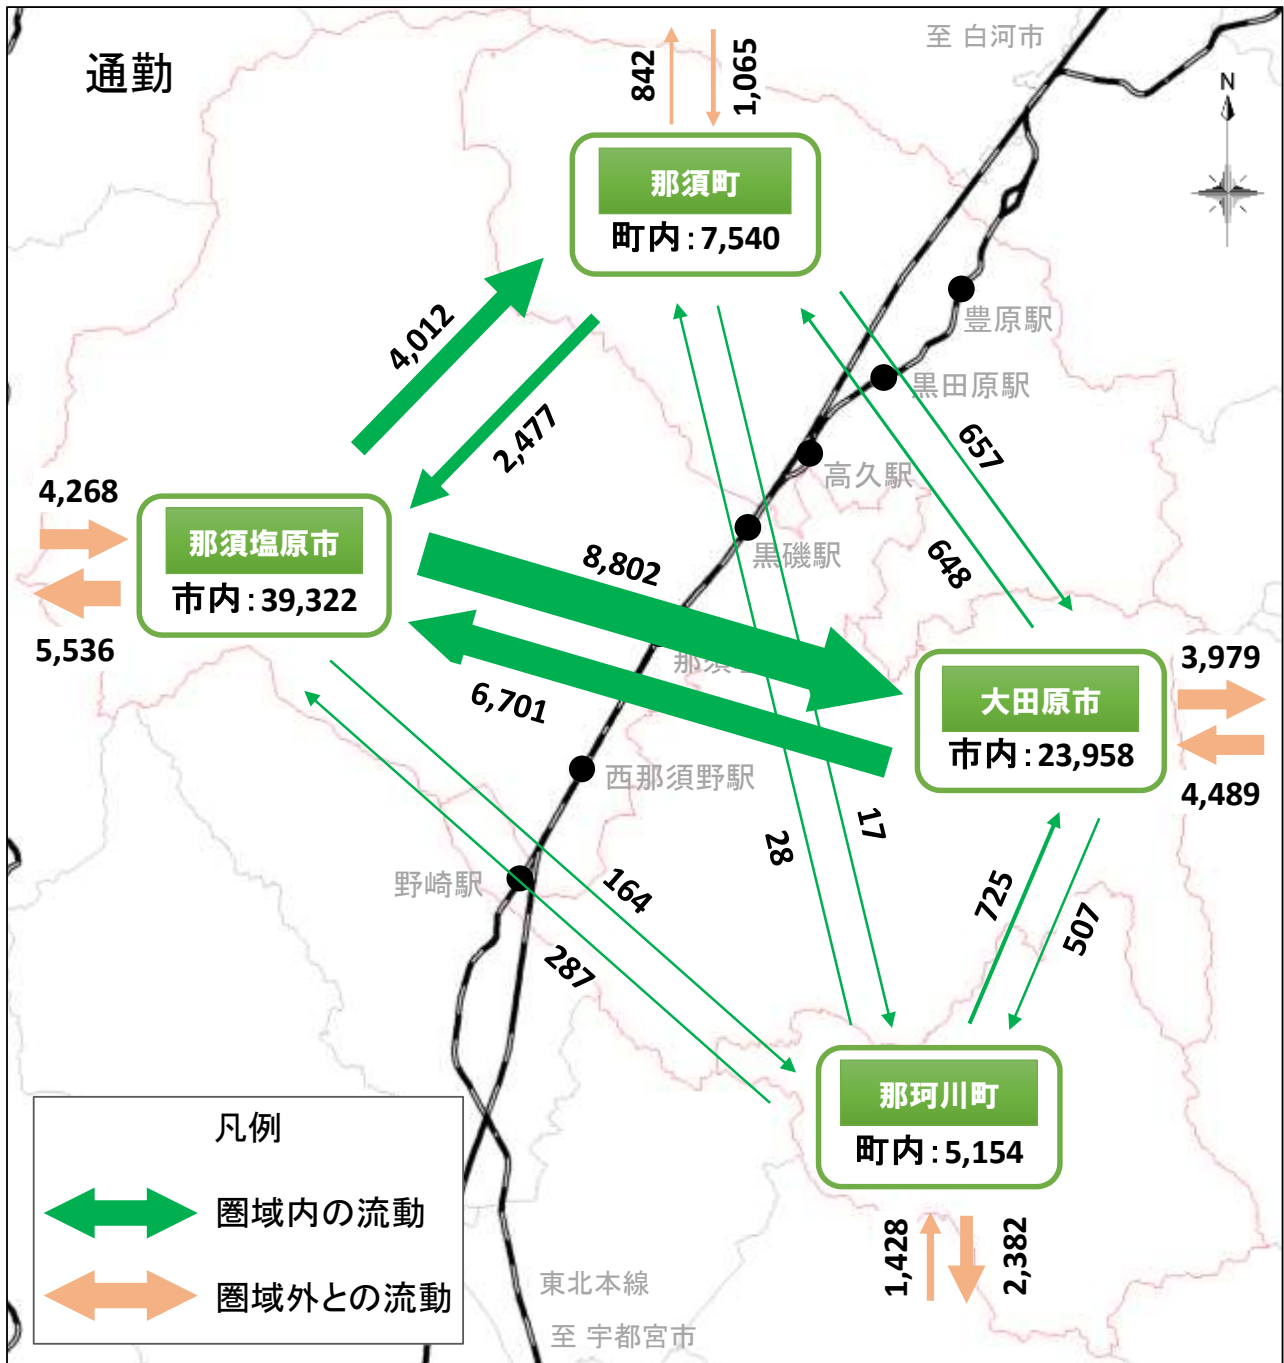 通勤
至 白河市
N
842
1,065
那須町
町内：7,540
豊原駅
4,012
黒田原駅
2,477
657
高久駅
4,268
那須塩原市
市内：39,322
5,536
黒磯駅
8,802
648
那須
6,701
3,979
大田原市
市内：23,958
4,489
西那須野駅
17
28
野崎駅
164
725
507
287
那珂川町
町内：5,154
凡例
圏域内の流動
圏域外との流動
1,428
2,382
東北本線
至 宇都宮市